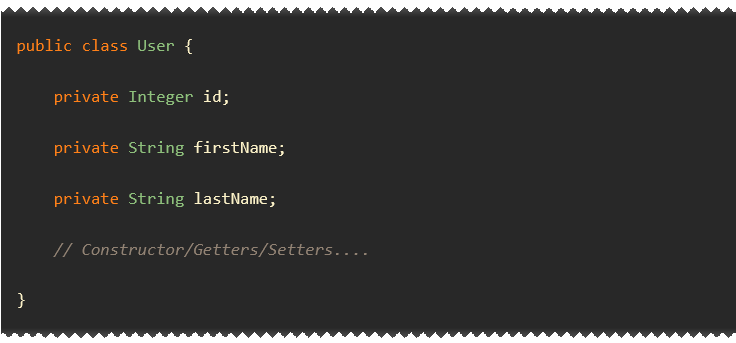 public class User {
private Integer id;
private String firstName;
private String lastName;
// Constructor/Getters/Setters....
}